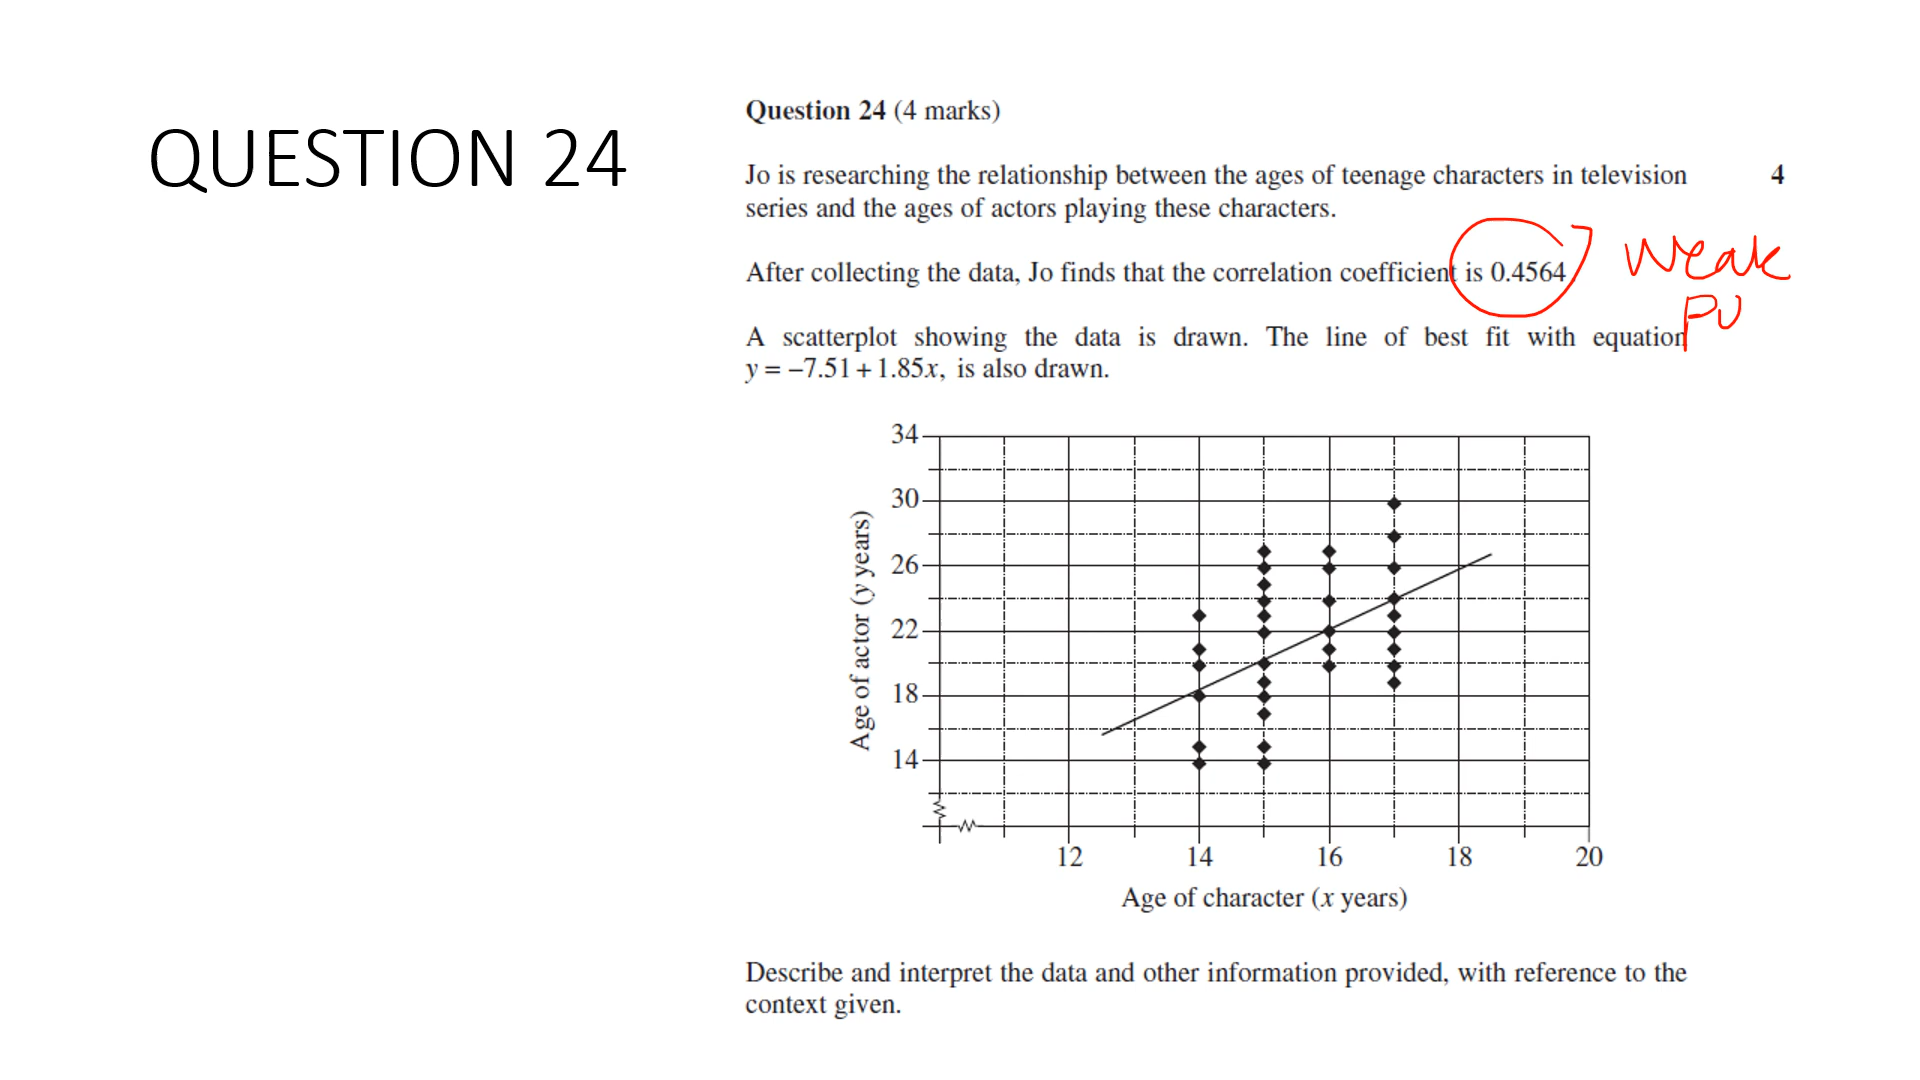 QUESTION 24
Question 24 (4 marks)
Jo is researching the relationship between the ages of teenage characters in television 4
series and the ages of actors playing these characters.
After collecting the data, Jo finds that the correlation coefficient is 0.4564
Weak
A scatterplot showing the data is drawn. The line of best fit with equation
y = −7.51 + 1.85x, is also drawn.
34
30
26
22
18
14
Age of actor (y years)
12 14 16 18 20
Age of character (x years)
Describe and interpret the data and other information provided, with reference to the
context given.